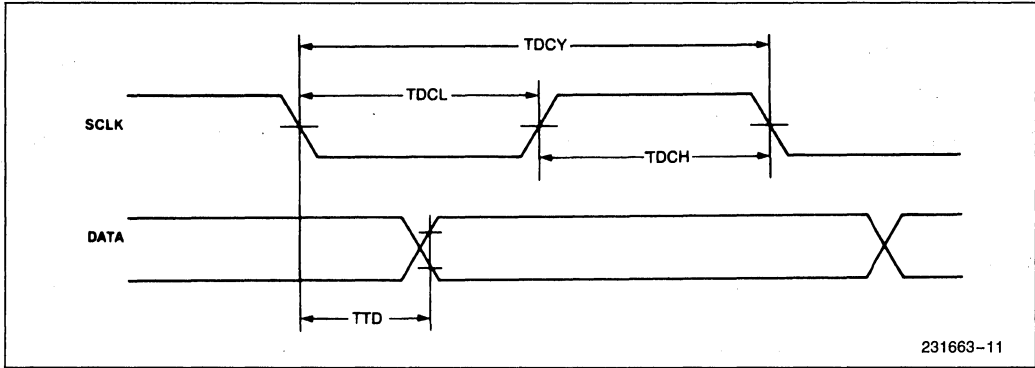 TDCY
TDCL
SCLK
TDCH
DATA
TTD
231663-11